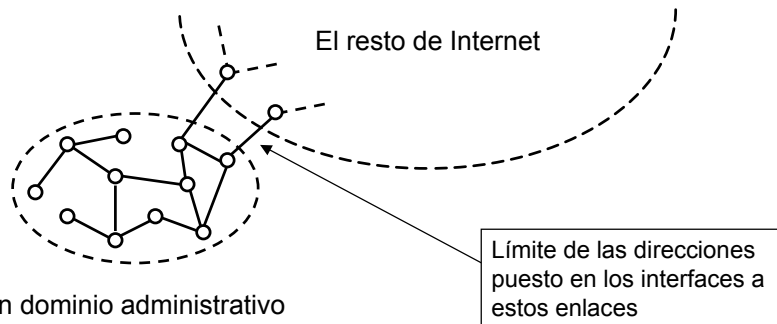 El resto de Internet
Límite de las direcciones
puesto en los interfaces a
estos enlaces
n dominio administrativo